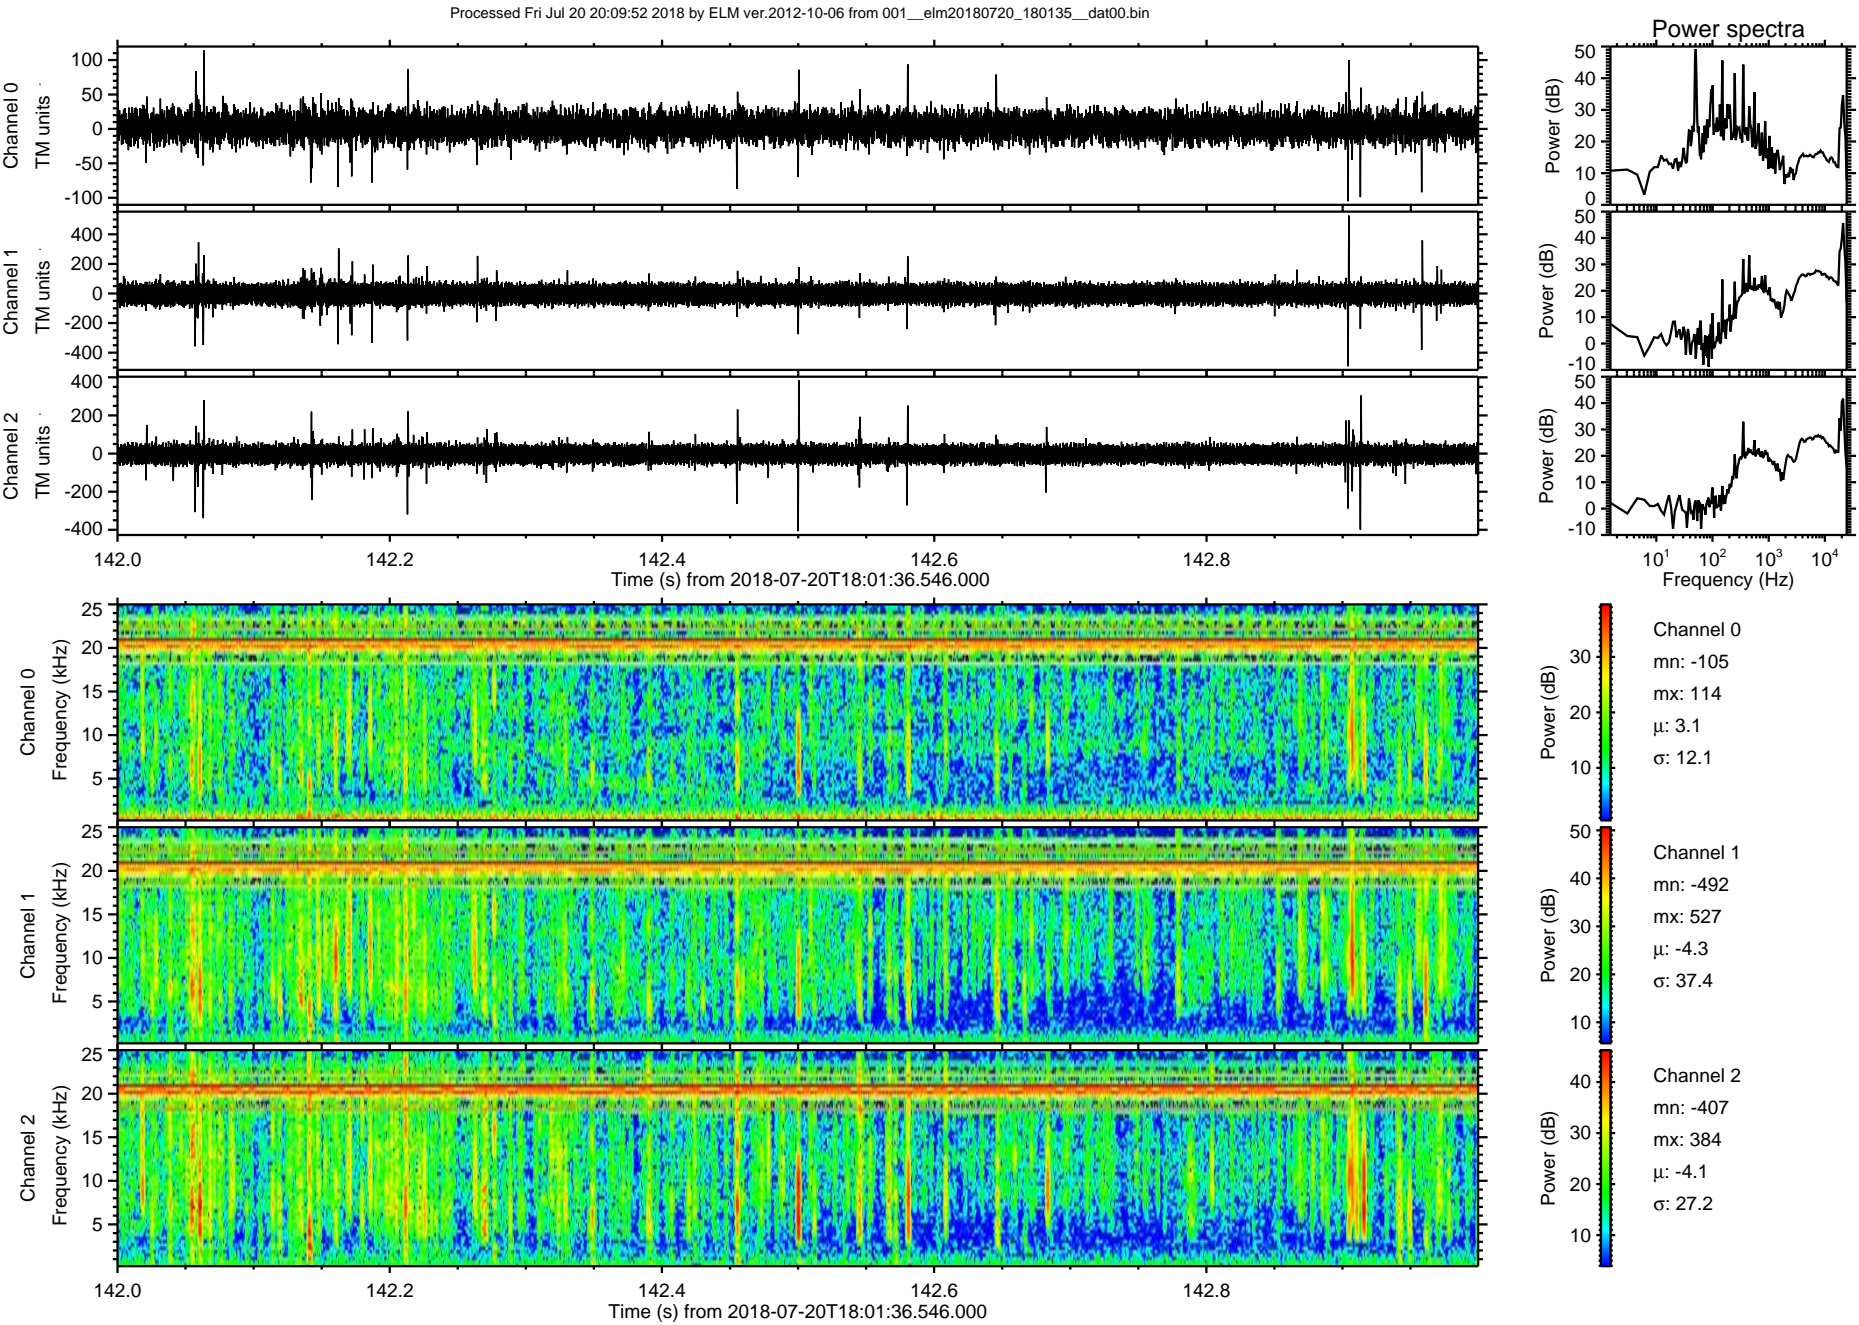 Processed Fri Jul 20 20:09:52 2018 by ELM ver.2012-10-06 from 001__elm20180720_180135__dat00.bin
Power spectra
Channel 0
TM units
100
50
0
-50
-100
Power (dB)
50
40
30
20
10
0
Channel 1
TM units
400
200
0
-200
-400
Power (dB)
50
40
30
20
10
0
-10
Channel 2
TM units
400
200
0
-200
-400
Power (dB)
50
40
30
20
10
0
-10
142.0 142.2 142.4 142.6 142.8
Time (s) from 2018-07-20T18:01:36.546.000
10¹ 10² 10³ 10⁴
Frequency (Hz)
Channel 0
Frequency (kHz)
25
20
15
10
5
Power (dB)
30
20
10
Channel 0
mn: -105
mx: 114
μ: 3.1
σ: 12.1
Channel 1
Frequency (kHz)
25
20
15
10
5
Power (dB)
50
40
30
20
10
Channel 1
mn: -492
mx: 527
μ: -4.3
σ: 37.4
Channel 2
Frequency (kHz)
25
20
15
10
5
Power (dB)
40
30
20
10
Channel 2
mn: -407
mx: 384
μ: -4.1
σ: 27.2
142.0 142.2 142.4 142.6 142.8
Time (s) from 2018-07-20T18:01:36.546.000